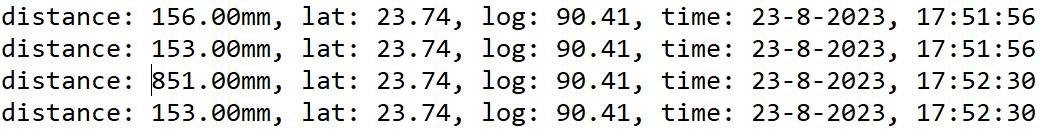 distance: 156.00mm, lat: 23.74, log: 90.41, time: 23-8-2023, 17:51:56
distance: 153.00mm, lat: 23.74, log: 90.41, time: 23-8-2023, 17:51:56
distance: 851.00mm, lat: 23.74, log: 90.41, time: 23-8-2023, 17:52:30
distance: 153.00mm, lat: 23.74, log: 90.41, time: 23-8-2023, 17:52:30